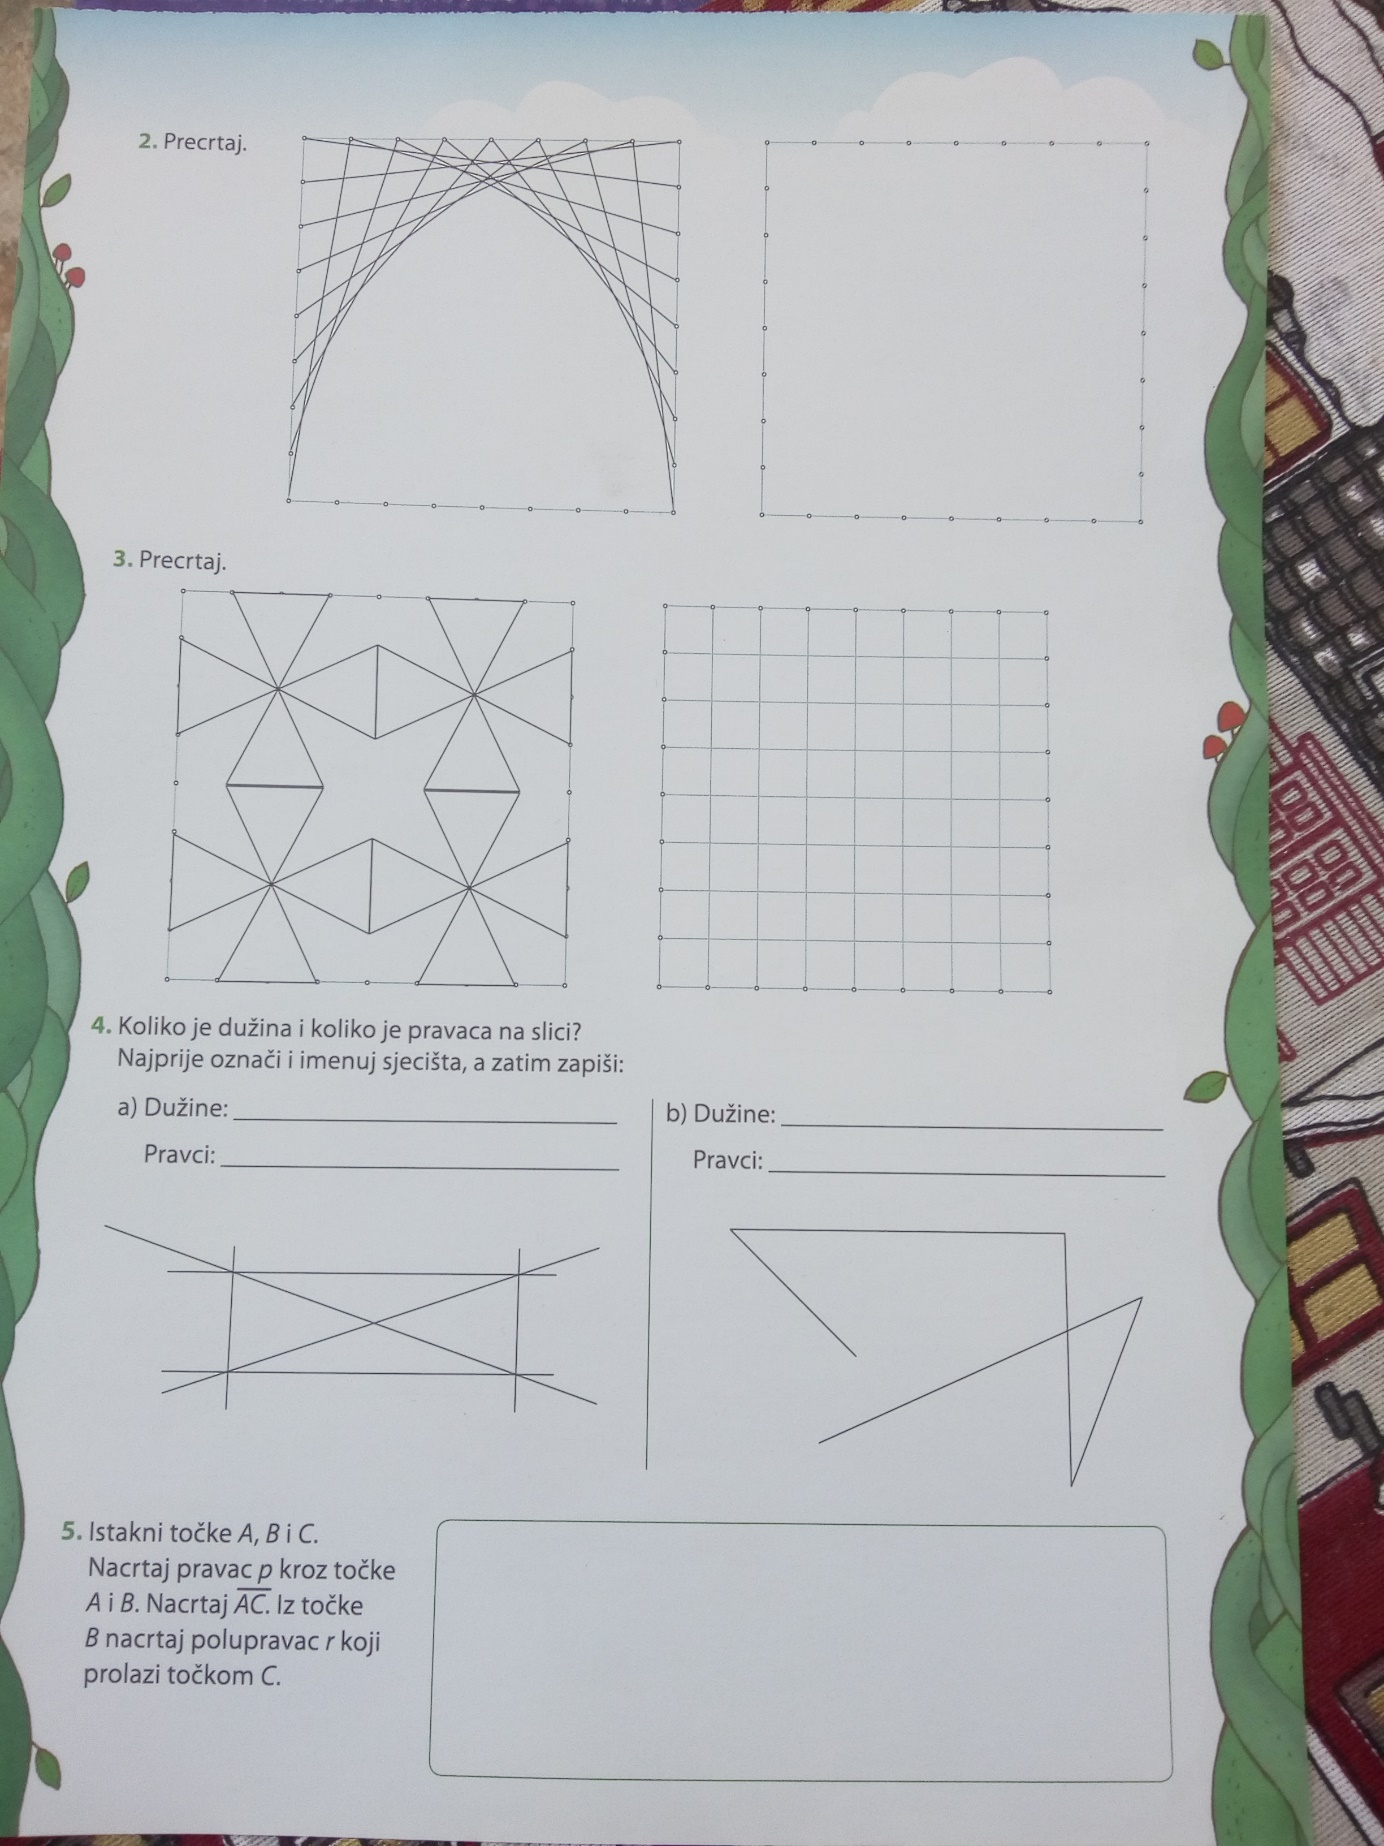 2. Precrtaj.
3. Precrtaj.
4. Koliko je dužina i koliko je pravaca na slici?
Najprije označi i imenuj sjecišta, a zatim zapiši:
a) Dužine:
b) Dužine:
Pravci:
Pravci:
5. Istakni točke A, B i C.
Nacrtaj pravac p kroz točke
A i B. Nacrtaj A̅C̅. Iz točke
B nacrtaj polupravac r koji
prolazi točkom C.